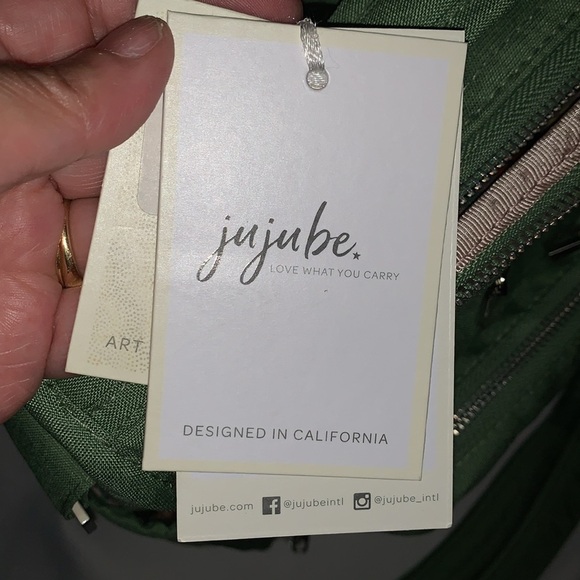 jujube.
LOVE WHAT YOU CARRY
ART
DESIGNED IN CALIFORNIA
jujube.com @jujubeintl @jujube_intl